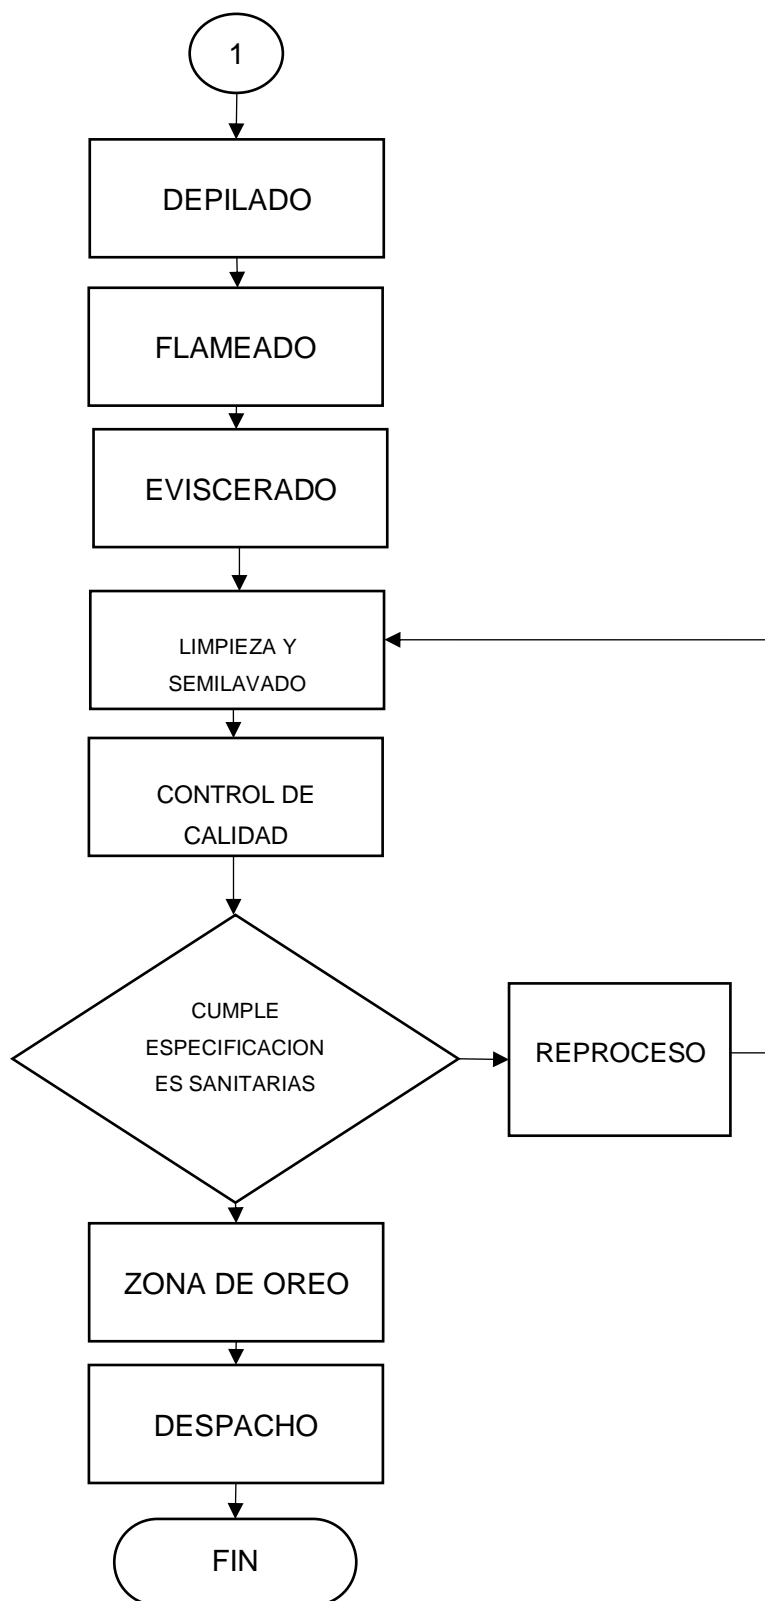 1
DEPILADO
FLAMEADO
EVISCERADO
LIMPIEZA Y
SEMILAVADO
CONTROL DE
CALIDAD
CUMPLE
ESPECIFICACION
ES SANITARIAS
REPROCESO
ZONA DE OREO
DESPACHO
FIN